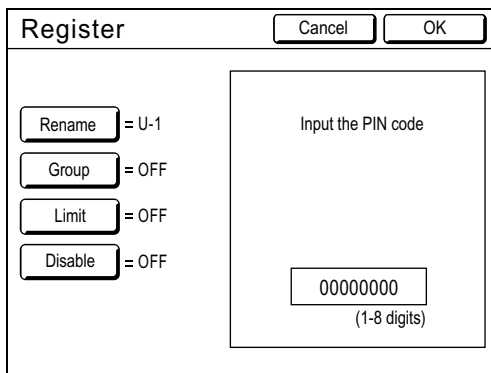 Register Cancel OK
Rename = U-1
Group = OFF
Limit = OFF
Disable = OFF
Input the PIN code
00000000
(1-8 digits)